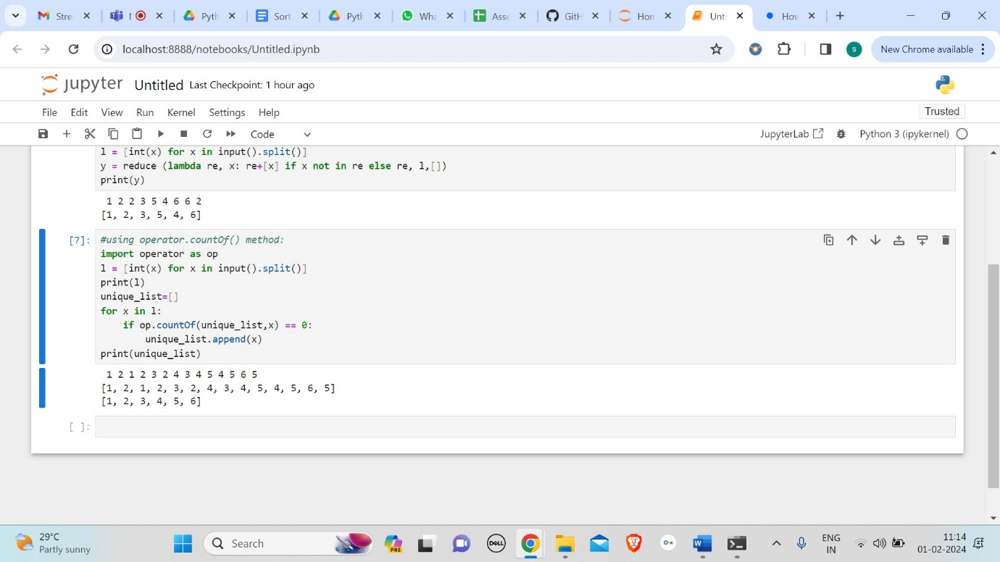 Stre
Pyth
Sort
Pyth
Wha
Asse
GitH
Hom
Unti
How
localhost:8888/notebooks/Untitled.ipynb
S
New Chrome available
jupyter Untitled Last Checkpoint: 1 hour ago
File Edit View Run Kernel Settings Help
Trusted
Code
JupyterLab
Python 3 (ipykernel)
l = [int(x) for x in input().split()]
y = reduce (lambda re, x: re+[x] if x not in re else re, l,[])
print(y)
1 2 2 3 5 4 6 6 2
[1, 2, 3, 5, 4, 6]
[7]: #using operator.countOf() method:
import operator as op
l = [int(x) for x in input().split()]
print(l)
unique_list=[]
for x in l:
    if op.countOf(unique_list,x) == 0:
        unique_list.append(x)
print(unique_list)
1 2 1 2 3 2 4 3 4 5 4 5 6 5
[1, 2, 1, 2, 3, 2, 4, 3, 4, 5, 4, 5, 6, 5]
[1, 2, 3, 4, 5, 6]
[ ]:
29°C
Partly sunny
Search
PRE
DELL
W
ENG
IN
11:14
01-02-2024